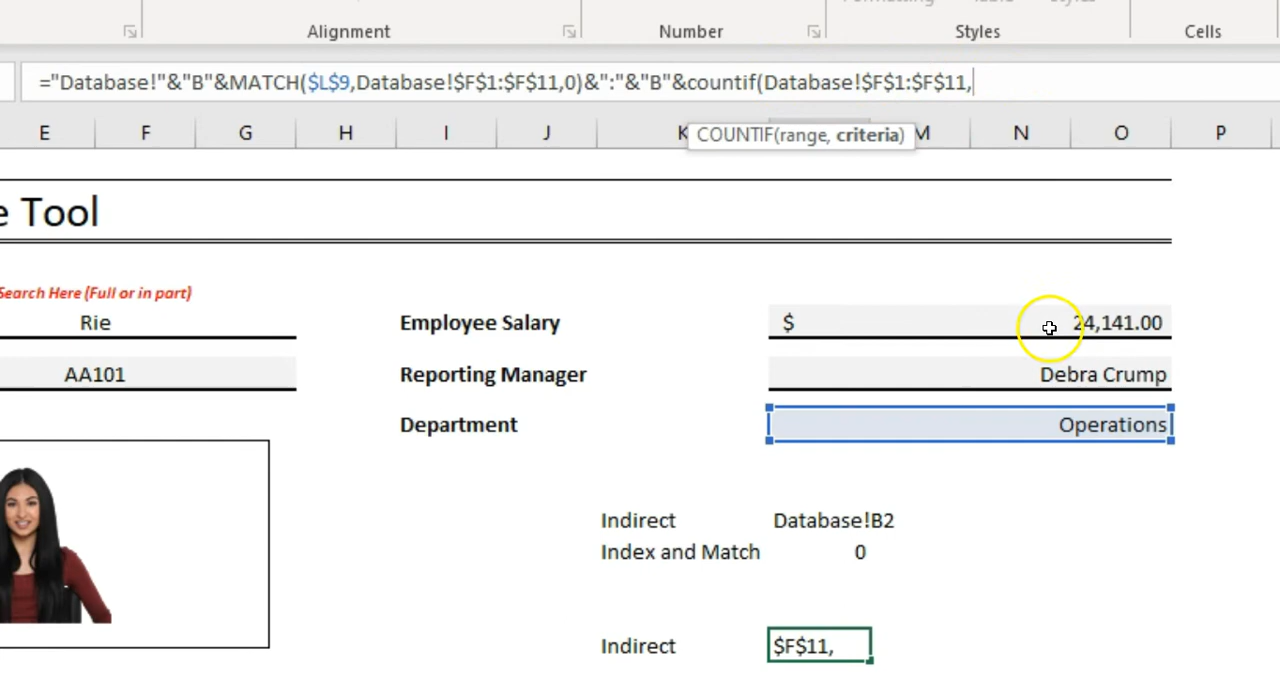 Alignment Number Styles Cells
="Database!"&"B"&MATCH($L$9,Database!$F$1:$F$11,0)&":"&"B"&countif(Database!$F$1:$F$11,
E F G H I J K M N O P
COUNTIF(range, criteria)
e Tool
Search Here (Full or in part)
Rie Employee Salary $ 24,141.00
AA101 Reporting Manager Debra Crump
Department Operations
Indirect Database!B2
Index and Match 0
Indirect $F$11,